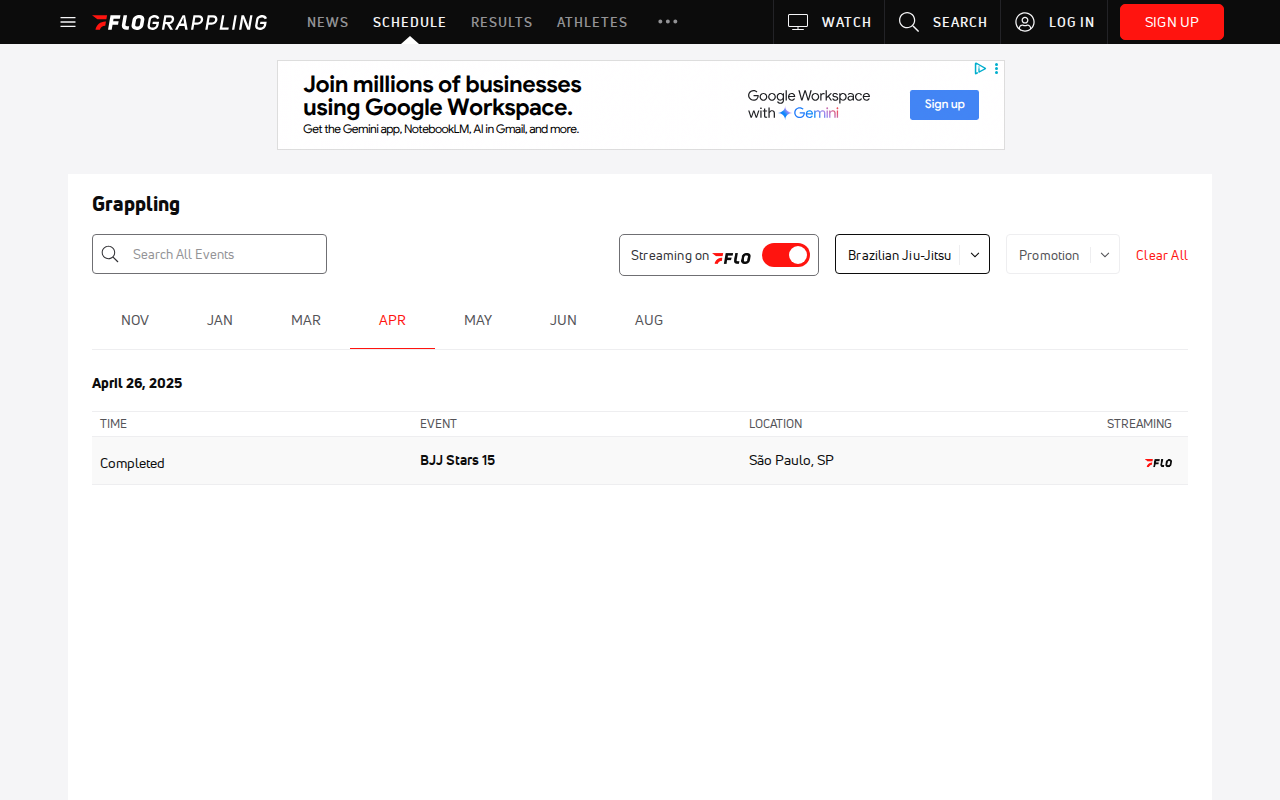 FLOGRAPPLING NEWS SCHEDULE RESULTS ATHLETES WATCH SEARCH LOG IN SIGN UP
Join millions of businesses
using Google Workspace.
Get the Gemini app, NotebookLM, AI in Gmail, and more.
Google Workspace
with Gemini
Sign up
Grappling
Search All Events
Streaming on FLO
Brazilian Jiu-Jitsu
Promotion
Clear All
NOV JAN MAR APR MAY JUN AUG
April 26, 2025
TIME EVENT LOCATION STREAMING
Completed BJJ Stars 15 São Paulo, SP FLO